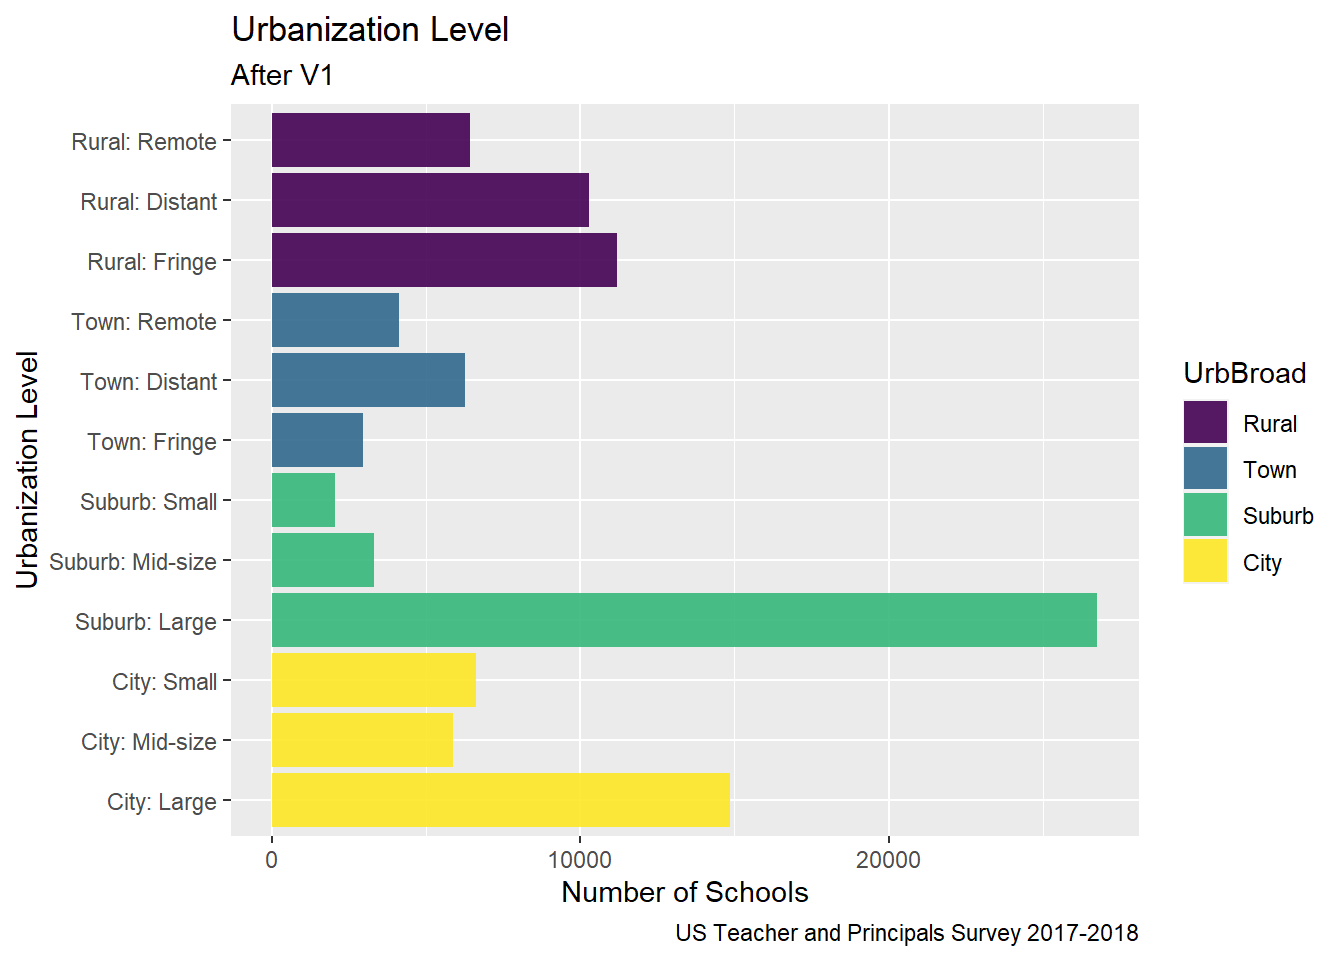 Urbanization Level
After V1
Rural: Remote
Rural: Distant
Rural: Fringe
Town: Remote
Town: Distant
Town: Fringe
Suburb: Small
Suburb: Mid-size
Suburb: Large
City: Small
City: Mid-size
City: Large
Urbanization Level
0 10000 20000
Number of Schools
US Teacher and Principals Survey 2017-2018
UrbBroad
Rural
Town
Suburb
City